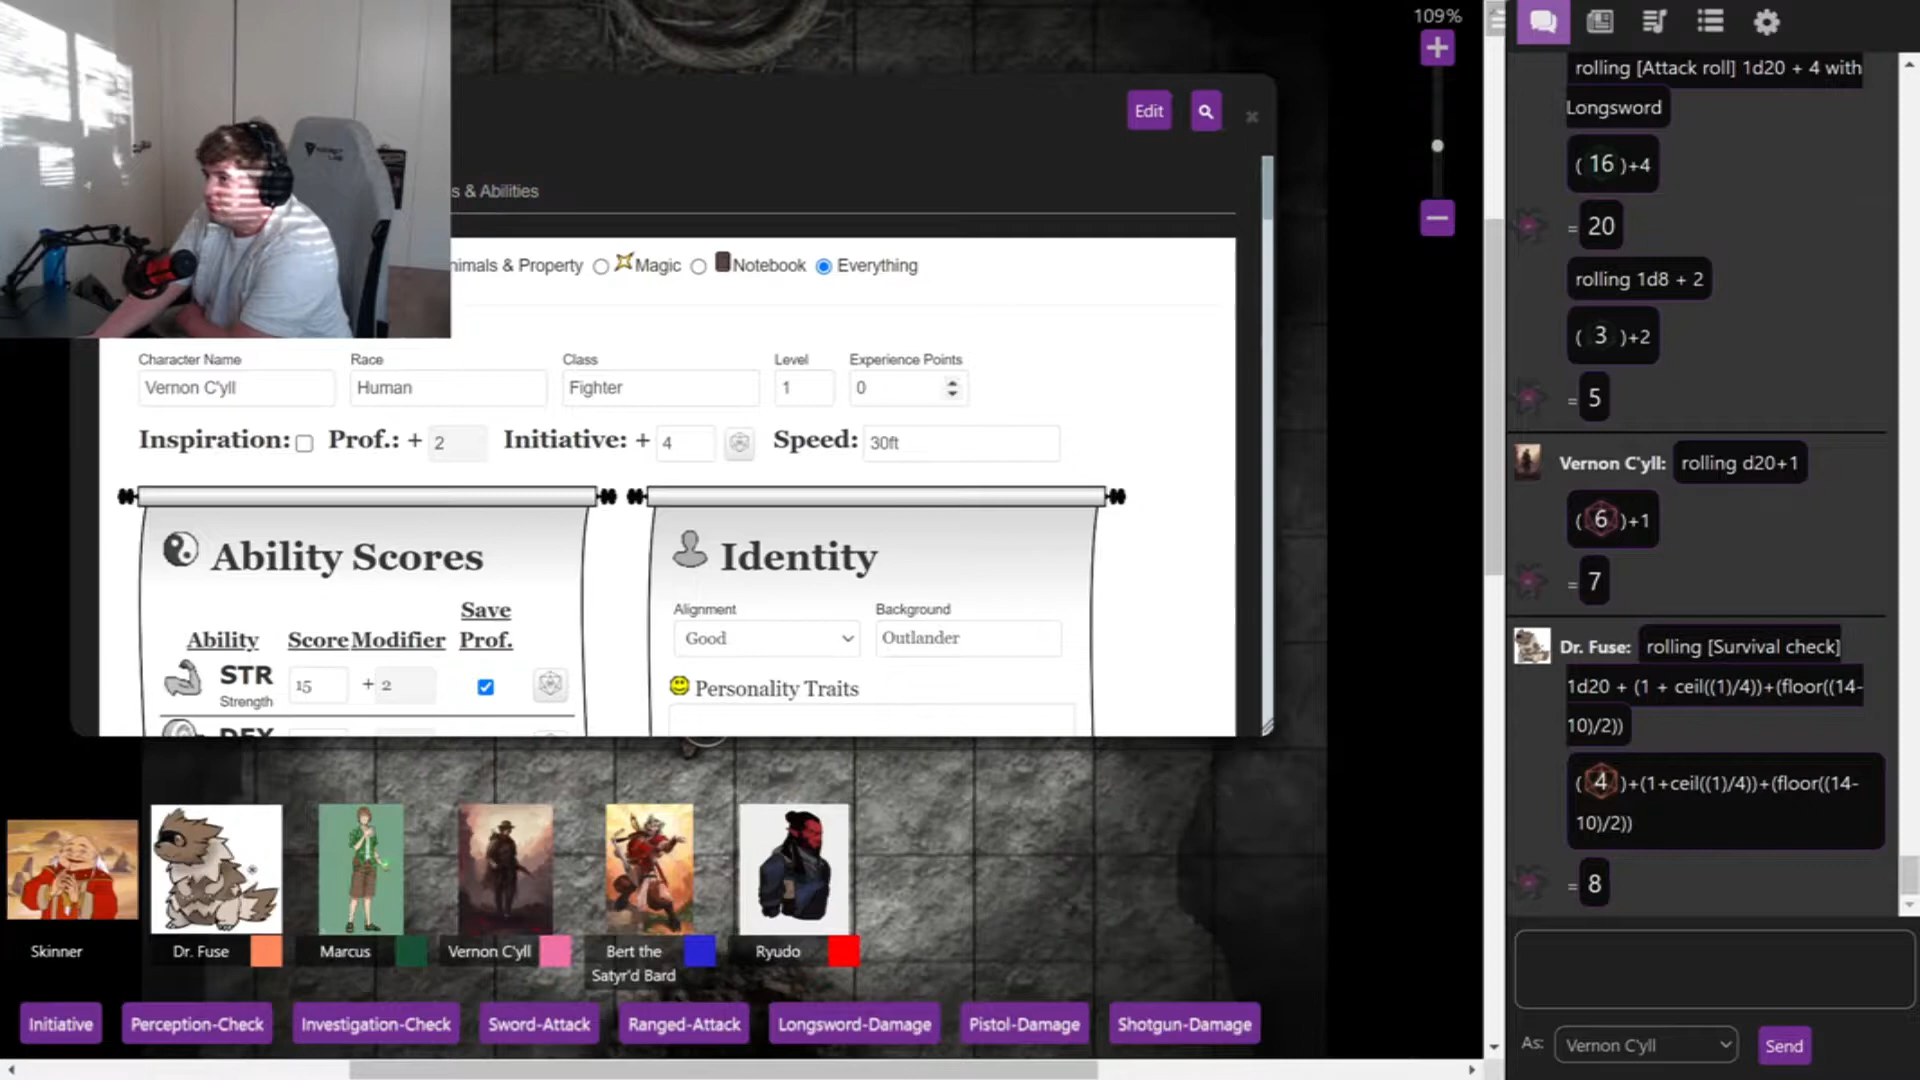 109%
Edit
s & Abilities
nimals & Property Magic Notebook Everything
Character Name Race Class Level Experience Points
Vernon C'yll Human Fighter 1 0
Inspiration: Prof.: + 2 Initiative: + 4 Speed: 30ft
Ability Scores
Save
Ability Score Modifier Prof.
STR 15 + 2
Strength
Identity
Alignment Background
Good Outlander
Personality Traits
Skinner
Dr. Fuse
Marcus
Vernon C'yll
Bert the
Satyr'd Bard
Ryudo
Initiative Perception-Check Investigation-Check Sword-Attack Ranged-Attack Longsword-Damage Pistol-Damage Shotgun-Damage
rolling [Attack roll] 1d20 + 4 with
Longsword
( 16 )+4
= 20
rolling 1d8 + 2
( 3 )+2
= 5
Vernon C'yll: rolling d20+1
( 6 )+1
= 7
Dr. Fuse: rolling [Survival check]
1d20 + (1 + ceil((1)/4))+(floor((14-
10)/2))
( 4 )+(1+ceil((1)/4))+(floor((14-
10)/2))
= 8
As: Vernon C'yll Send